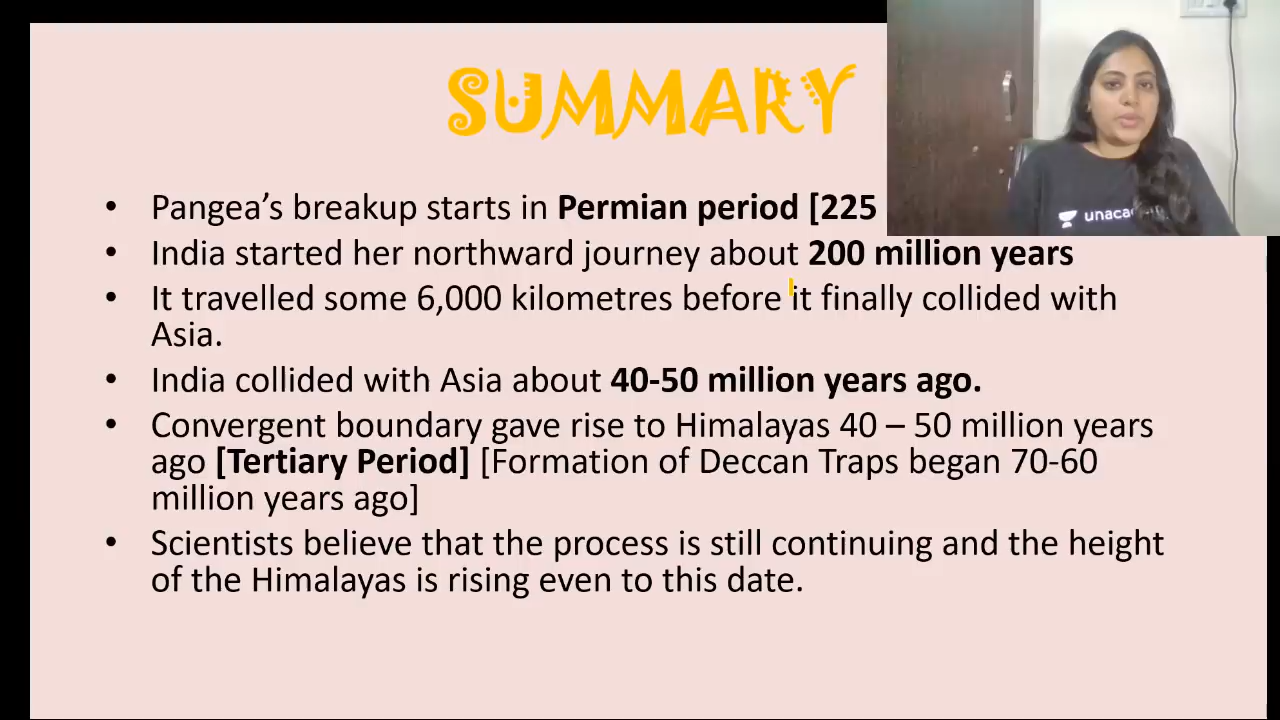 SUMMARY
• Pangea’s breakup starts in Permian period [225
• India started her northward journey about 200 million years
• It travelled some 6,000 kilometres before it finally collided with
Asia.
• India collided with Asia about 40-50 million years ago.
• Convergent boundary gave rise to Himalayas 40 – 50 million years
ago [Tertiary Period] [Formation of Deccan Traps began 70-60
million years ago]
• Scientists believe that the process is still continuing and the height
of the Himalayas is rising even to this date.